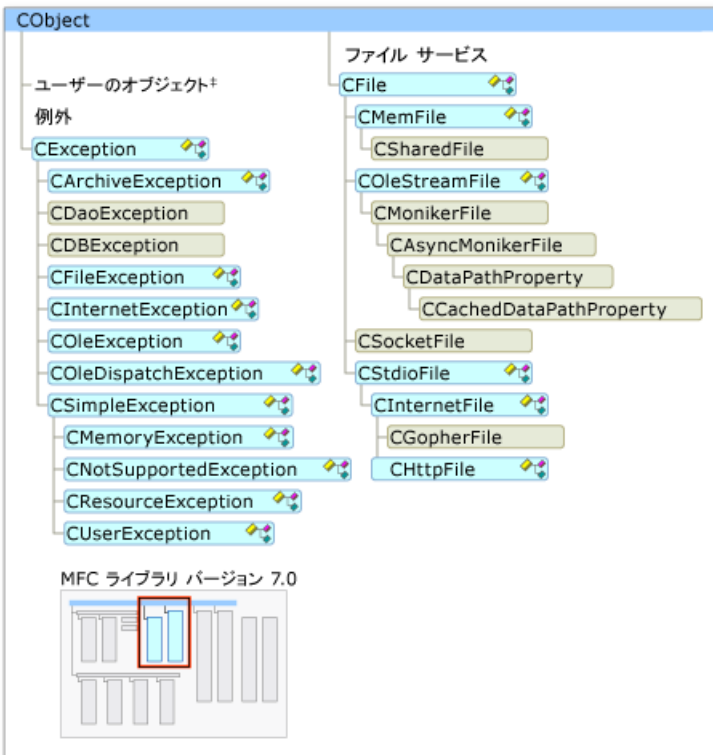 CObject
ユーザーのオブジェクト‡
例外
CException
CArchiveException
CDaoException
CDBException
CFileException
CInternetException
COleException
COleDispatchException
CSimpleException
CMemoryException
CNotSupportedException
CResourceException
CUserException
ファイル サービス
CFile
CMemFile
CSharedFile
COleStreamFile
CMonikerFile
CAsyncMonikerFile
CDataPathProperty
CCachedDataPathProperty
CSocketFile
CStdioFile
CInternetFile
CGopherFile
CHttpFile
MFC ライブラリ バージョン 7.0